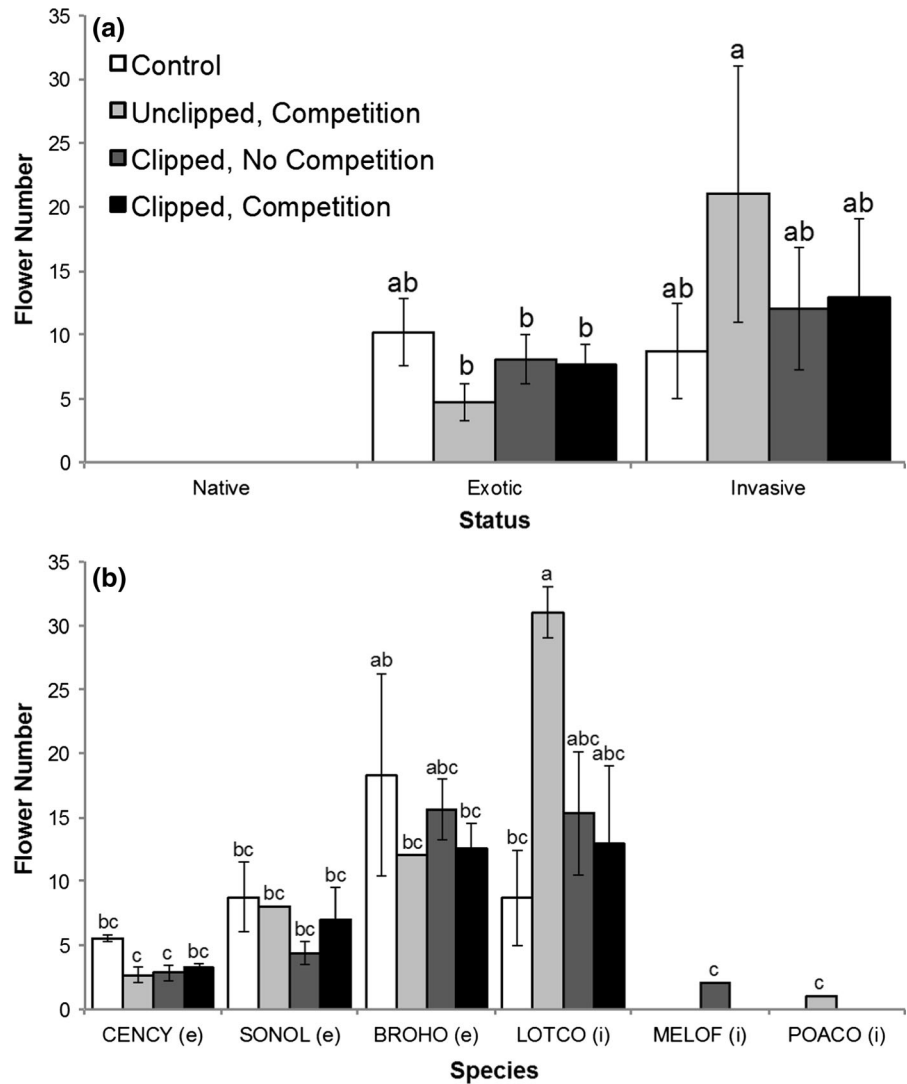 (a)
Control
Unclipped, Competition
Clipped, No Competition
Clipped, Competition
Flower Number
35
30
25
20
15
10
5
0
ab
b
b
b
ab
a
ab
ab
Native
Exotic
Invasive
Status
(b)
Flower Number
35
30
25
20
15
10
5
0
bc
c
c
bc
bc
bc
bc
bc
ab
bc
abc
bc
bc
a
abc
abc
c
c
CENCY (e)
SONOL (e)
BROHO (e)
LOTCO (i)
MELOF (i)
POACO (i)
Species